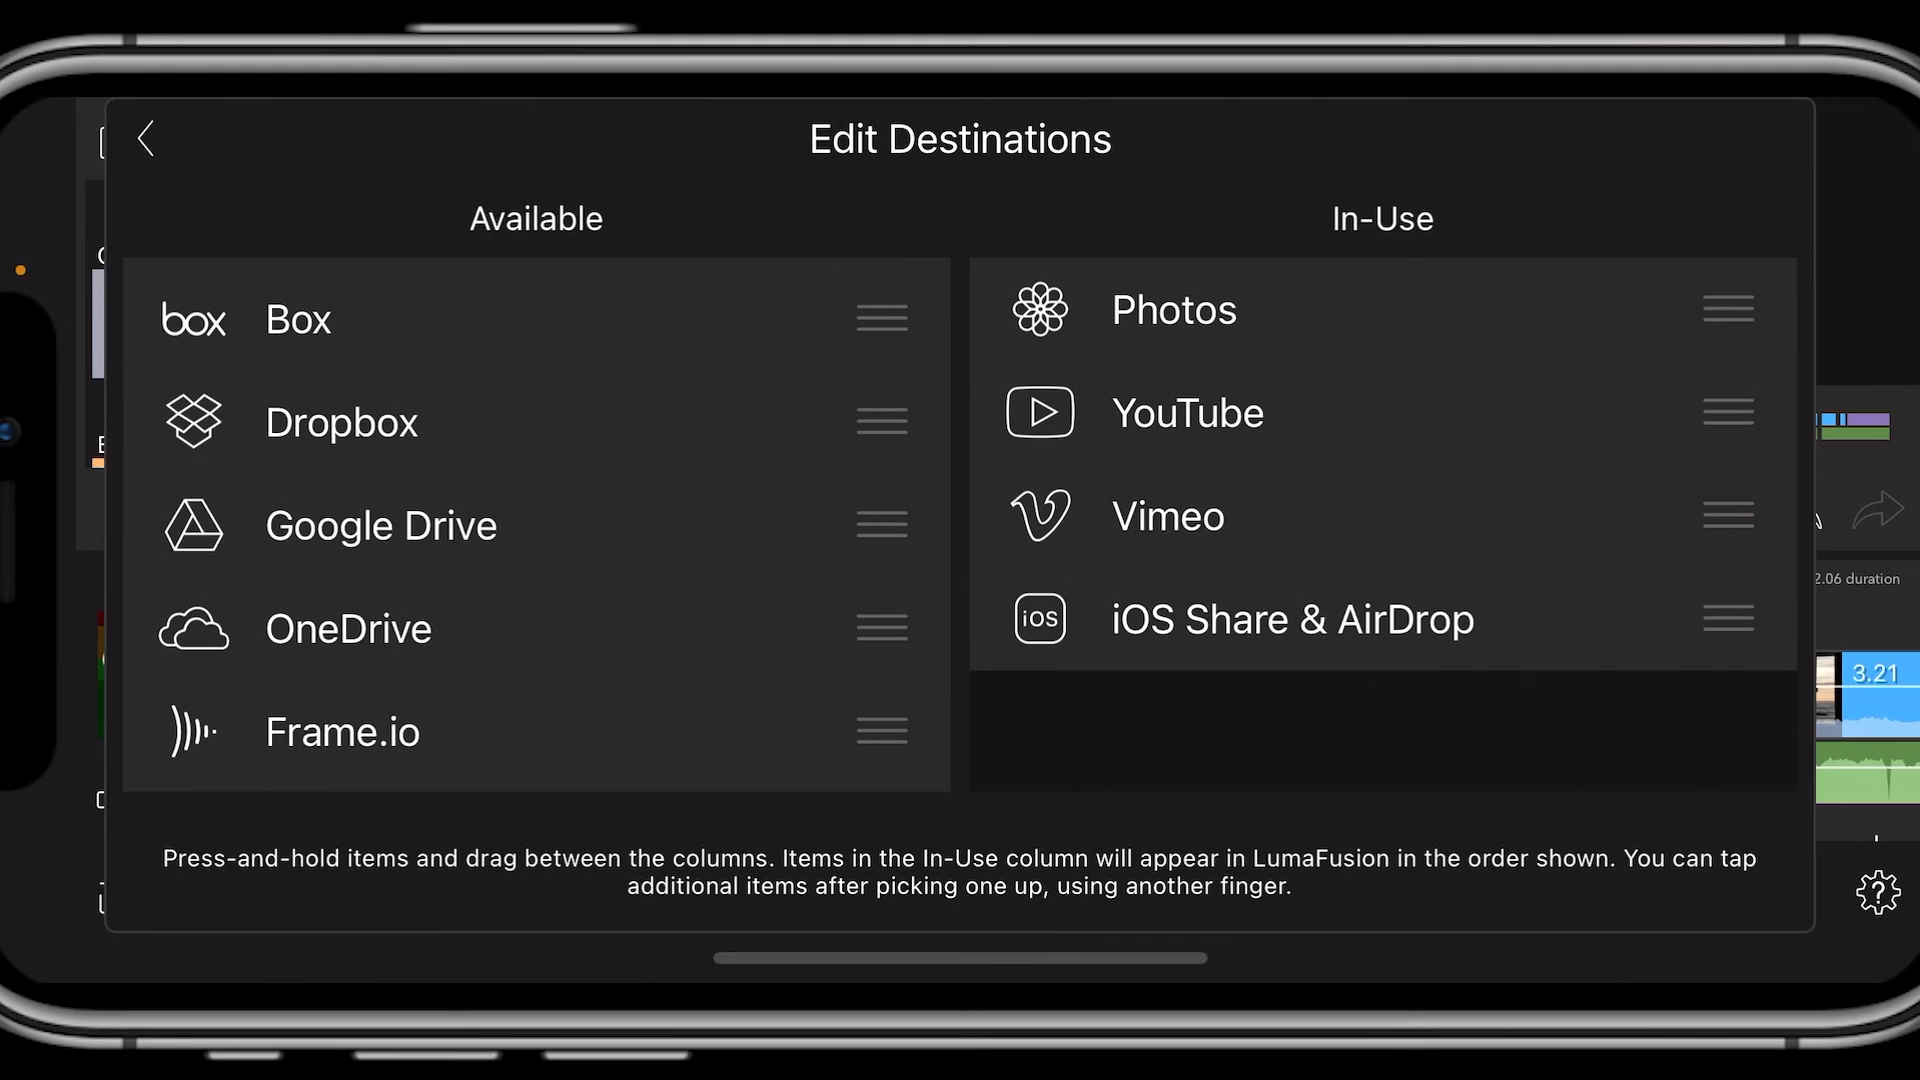 Edit Destinations
Available
In-Use
box Box
Dropbox
Google Drive
OneDrive
Frame.io
Photos
YouTube
Vimeo
iOS iOS Share & AirDrop
2.06 duration
3.21
Press-and-hold items and drag between the columns. Items in the In-Use column will appear in LumaFusion in the order shown. You can tap
additional items after picking one up, using another finger.
?